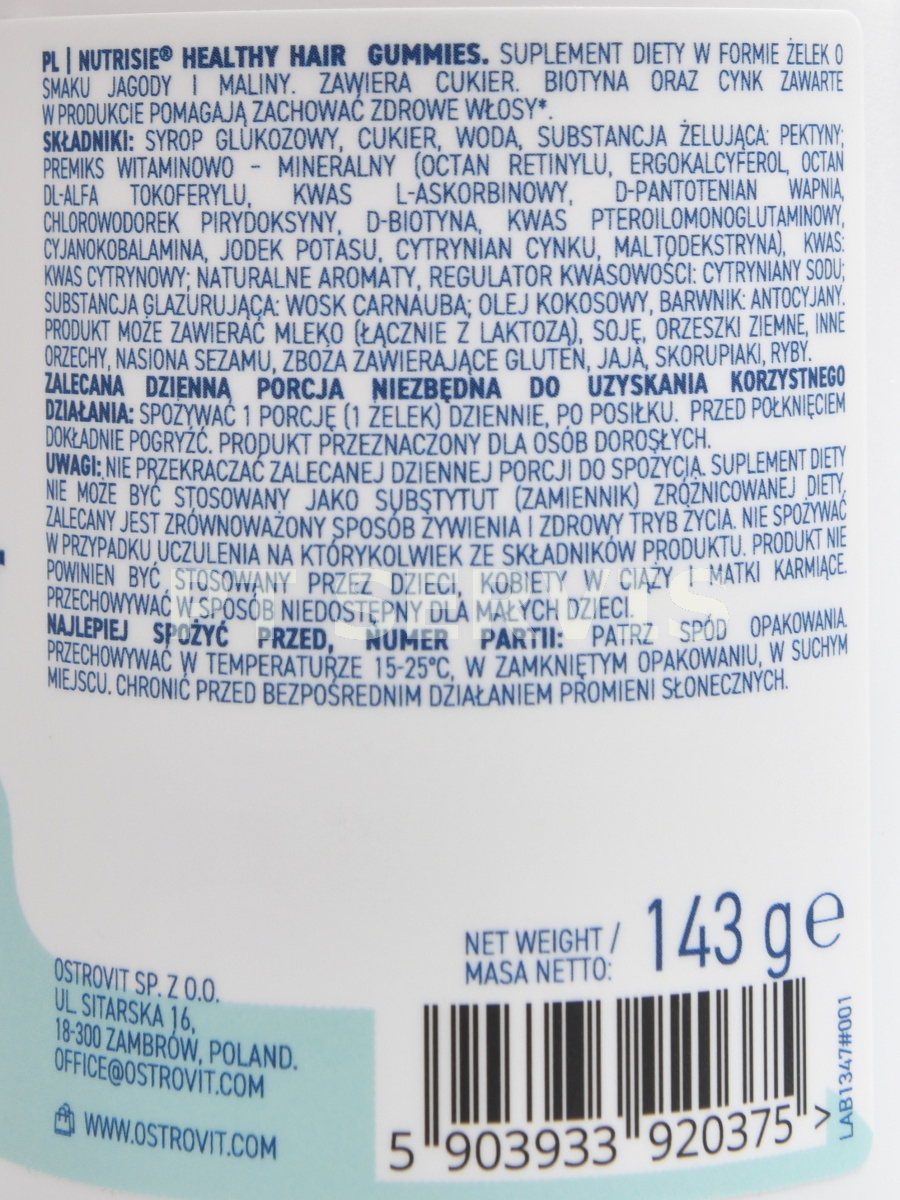 PL | NUTRISIE® HEALTHY HAIR GUMMIES. SUPLEMENT DIETY W FORMIE ŻELEK O
SMAKU JAGODY I MALINY. ZAWIERA CUKIER. BIOTYNA ORAZ CYNK ZAWARTE
W PRODUKCIE POMAGAJĄ ZACHOWAĆ ZDROWE WŁOSY*.
SKŁADNIKI: SYROP GLUKOZOWY, CUKIER, WODA, SUBSTANCJA ŻELUJĄCA: PEKTYNY;
PREMIKS WITAMINOWO - MINERALNY (OCTAN RETINYLU, ERGOKALCYFEROL, OCTAN
DL-ALFA TOKOFERYLU, KWAS L-ASKORBINOWY, D-PANTOTENIAN WAPNIA,
CHLOROWODOREK PIRYDOKSYNY, D-BIOTYNA, KWAS PTEROILOMONOGLUTAMINOWY,
CYJANOKOBALAMINA, JODEK POTASU, CYTRYNIAN CYNKU, MALTODEKSTRYNA), KWAS:
KWAS CYTRYNOWY; NATURALNE AROMATY, REGULATOR KWASOWOŚCI: CYTRYNIANY SODU;
SUBSTANCJA GLAZURUJĄCA: WOSK CARNAUBA; OLEJ KOKOSOWY, BARWNIK: ANTOCYJANY.
PRODUKT MOŻE ZAWIERAĆ MLEKO (ŁĄCZNIE Z LAKTOZĄ), SOJĘ, ORZESZKI ZIEMNE, INNE
ORZECHY, NASIONA SEZAMU, ZBOŻA ZAWIERAJĄCE GLUTEN, JAJA, SKORUPIAKI, RYBY.
ZALECANA DZIENNA PORCJA NIEZBĘDNA DO UZYSKANIA KORZYSTNEGO
DZIAŁANIA: SPOŻYWAĆ 1 PORCJĘ (1 ŻELEK) DZIENNIE, PO POSIŁKU. PRZED POŁKNIĘCIEM
DOKŁADNIE POGRYŹĆ. PRODUKT PRZEZNACZONY DLA OSÓB DOROSŁYCH.
UWAGI: NIE PRZEKRACZAĆ ZALECANEJ DZIENNEJ PORCJI DO SPOŻYCIA. SUPLEMENT DIETY
NIE MOŻE BYĆ STOSOWANY JAKO SUBSTYTUT (ZAMIENNIK) ZRÓŻNICOWANEJ DIETY.
ZALECANY JEST ZRÓWNOWAŻONY SPOSÓB ŻYWIENIA I ZDROWY TRYB ŻYCIA. NIE SPOŻYWAĆ
W PRZYPADKU UCZULENIA NA KTÓRYKOLWIEK ZE SKŁADNIKÓW PRODUKTU. PRODUKT NIE
POWINIEN BYĆ STOSOWANY PRZEZ DZIECI, KOBIETY W CIĄŻY I MATKI KARMIĄCE.
PRZECHOWYWAĆ W SPOSÓB NIEDOSTĘPNY DLA MAŁYCH DZIECI.
NAJLEPIEJ SPOŻYĆ PRZED, NUMER PARTII: PATRZ SPÓD OPAKOWANIA.
PRZECHOWYWAĆ W TEMPERATURZE 15-25°C, W ZAMKNIĘTYM OPAKOWANIU, W SUCHYM
MIEJSCU. CHRONIĆ PRZED BEZPOŚREDNIM DZIAŁANIEM PROMIENI SŁONECZNYCH.
NET WEIGHT /
MASA NETTO:
143 g e
OSTROVIT SP. Z O.O.
UL. SITARSKA 16,
18-300 ZAMBRÓW, POLAND.
OFFICE@OSTROVIT.COM
WWW.OSTROVIT.COM
5 903933 920375 >
LAB1347#001